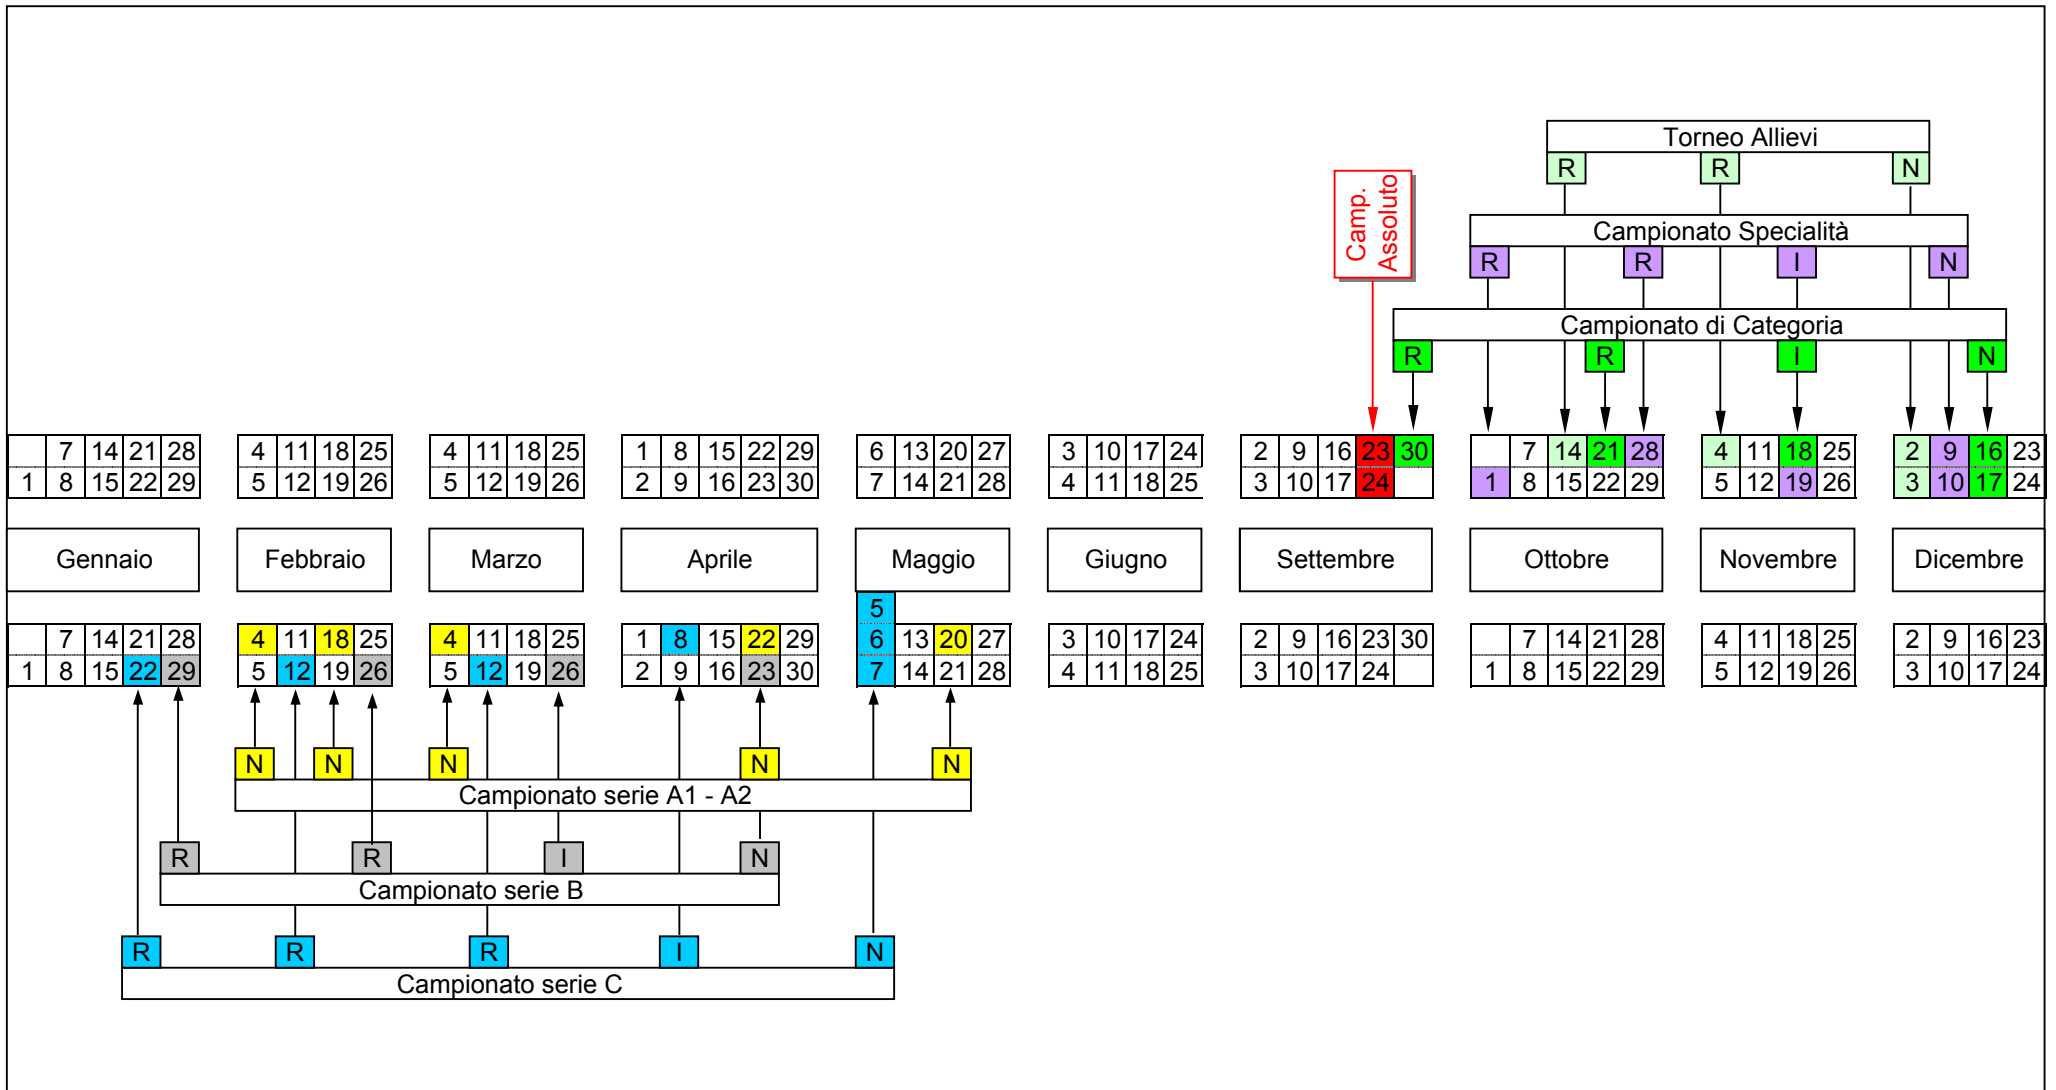 Torneo Allievi
R R N
Camp.
Assoluto
Campionato Specialità
R R I N
Campionato di Categoria
R R I N
7 14 21 28 4 11 18 25 4 11 18 25 1 8 15 22 29 6 13 20 27 3 10 17 24 2 9 16 23 30 7 14 21 28 4 11 18 25 2 9 16 23
1 8 15 22 29 5 12 19 26 5 12 19 26 2 9 16 23 30 7 14 21 28 4 11 18 25 3 10 17 24 1 8 15 22 29 5 12 19 26 3 10 17 24
Gennaio Febbraio Marzo Aprile Maggio Giugno Settembre Ottobre Novembre Dicembre
5
7 14 21 28 4 11 18 25 4 11 18 25 1 8 15 22 29 6 13 20 27 3 10 17 24 2 9 16 23 30 7 14 21 28 4 11 18 25 2 9 16 23
1 8 15 22 29 5 12 19 26 5 12 19 26 2 9 16 23 30 7 14 21 28 4 11 18 25 3 10 17 24 1 8 15 22 29 5 12 19 26 3 10 17 24
N N N N N
Campionato serie A1 - A2
R R I N
Campionato serie B
R R R I N
Campionato serie C